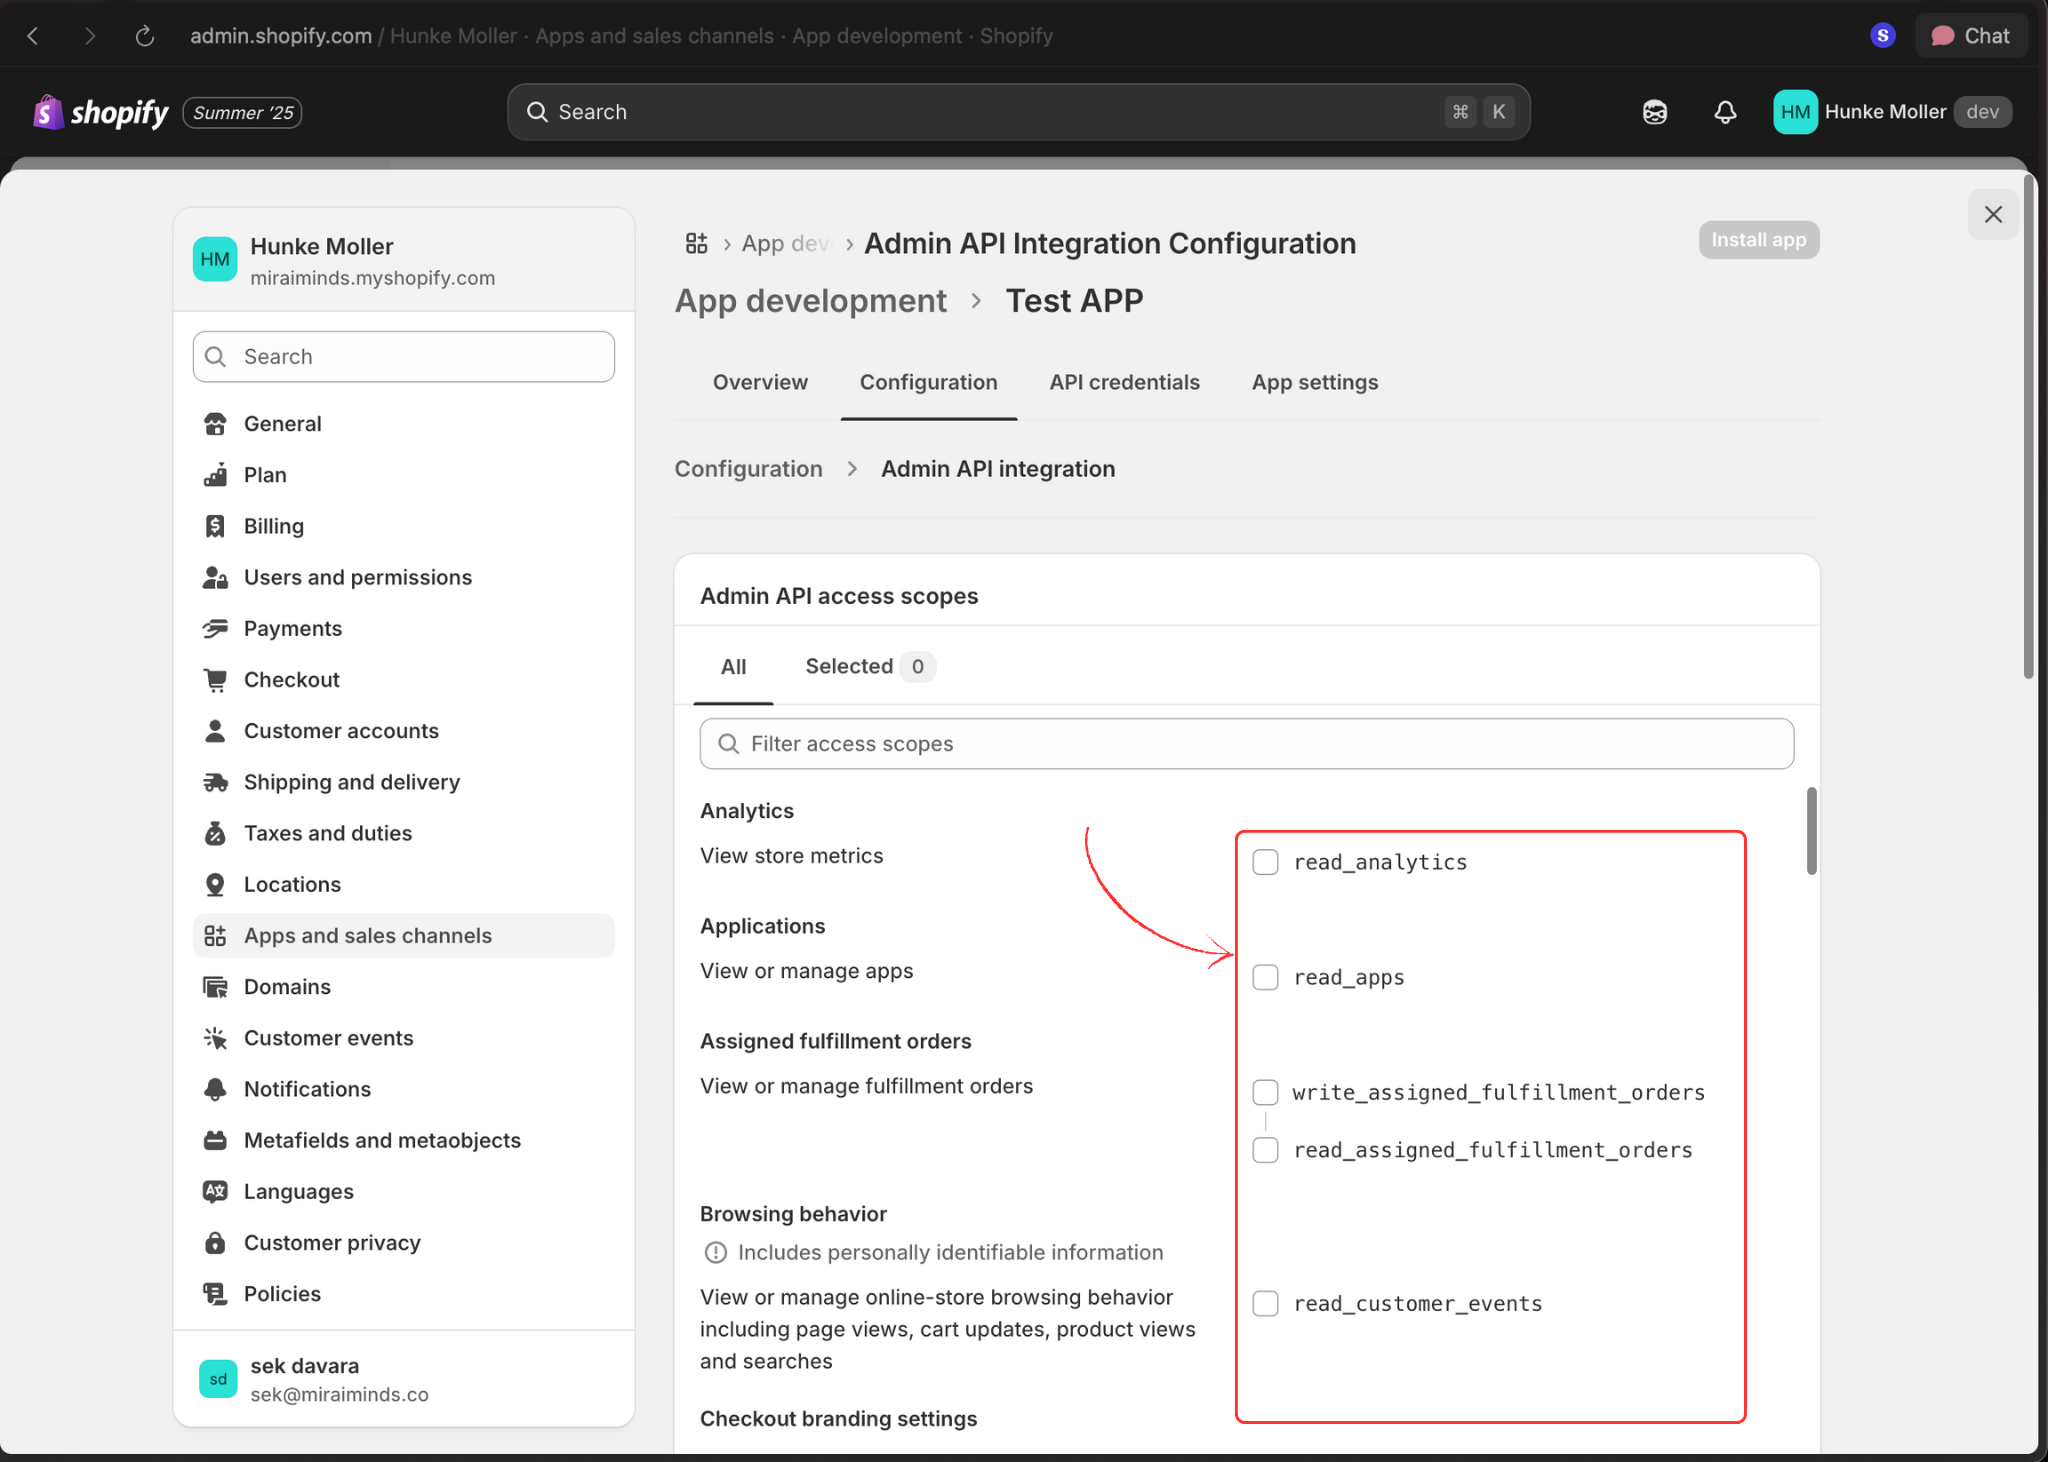 admin.shopify.com / Hunke Moller · Apps and sales channels · App development · Shopify
S
Chat
shopify
Summer '25
Search
⌘ K
HM
Hunke Moller
dev
HM
Hunke Moller
miraiminds.myshopify.com
Search
General
Plan
Billing
Users and permissions
Payments
Checkout
Customer accounts
Shipping and delivery
Taxes and duties
Locations
Apps and sales channels
Domains
Customer events
Notifications
Metafields and metaobjects
Languages
Customer privacy
Policies
sd
sek davara
sek@miraiminds.co
App dev › Admin API Integration Configuration
Install app
App development › Test APP
Overview
Configuration
API credentials
App settings
Configuration › Admin API integration
Admin API access scopes
All
Selected 0
Filter access scopes
Analytics
View store metrics
read_analytics
Applications
View or manage apps
read_apps
Assigned fulfillment orders
View or manage fulfillment orders
write_assigned_fulfillment_orders
read_assigned_fulfillment_orders
Browsing behavior
Includes personally identifiable information
View or manage online-store browsing behavior
including page views, cart updates, product views
and searches
read_customer_events
Checkout branding settings